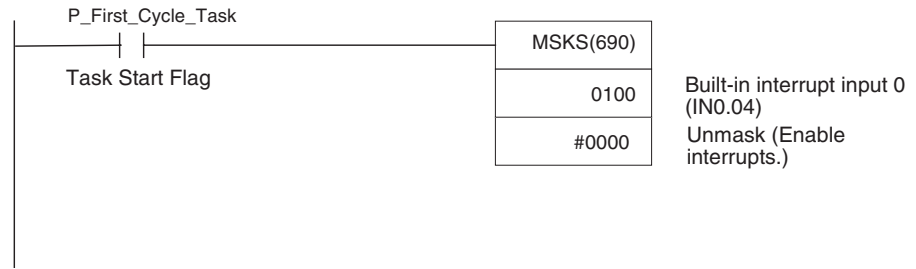 P_First_Cycle_Task
Task Start Flag
MSKS(690)
0100
Built-in interrupt input 0
(IN0.04)
#0000
Unmask (Enable
interrupts.)